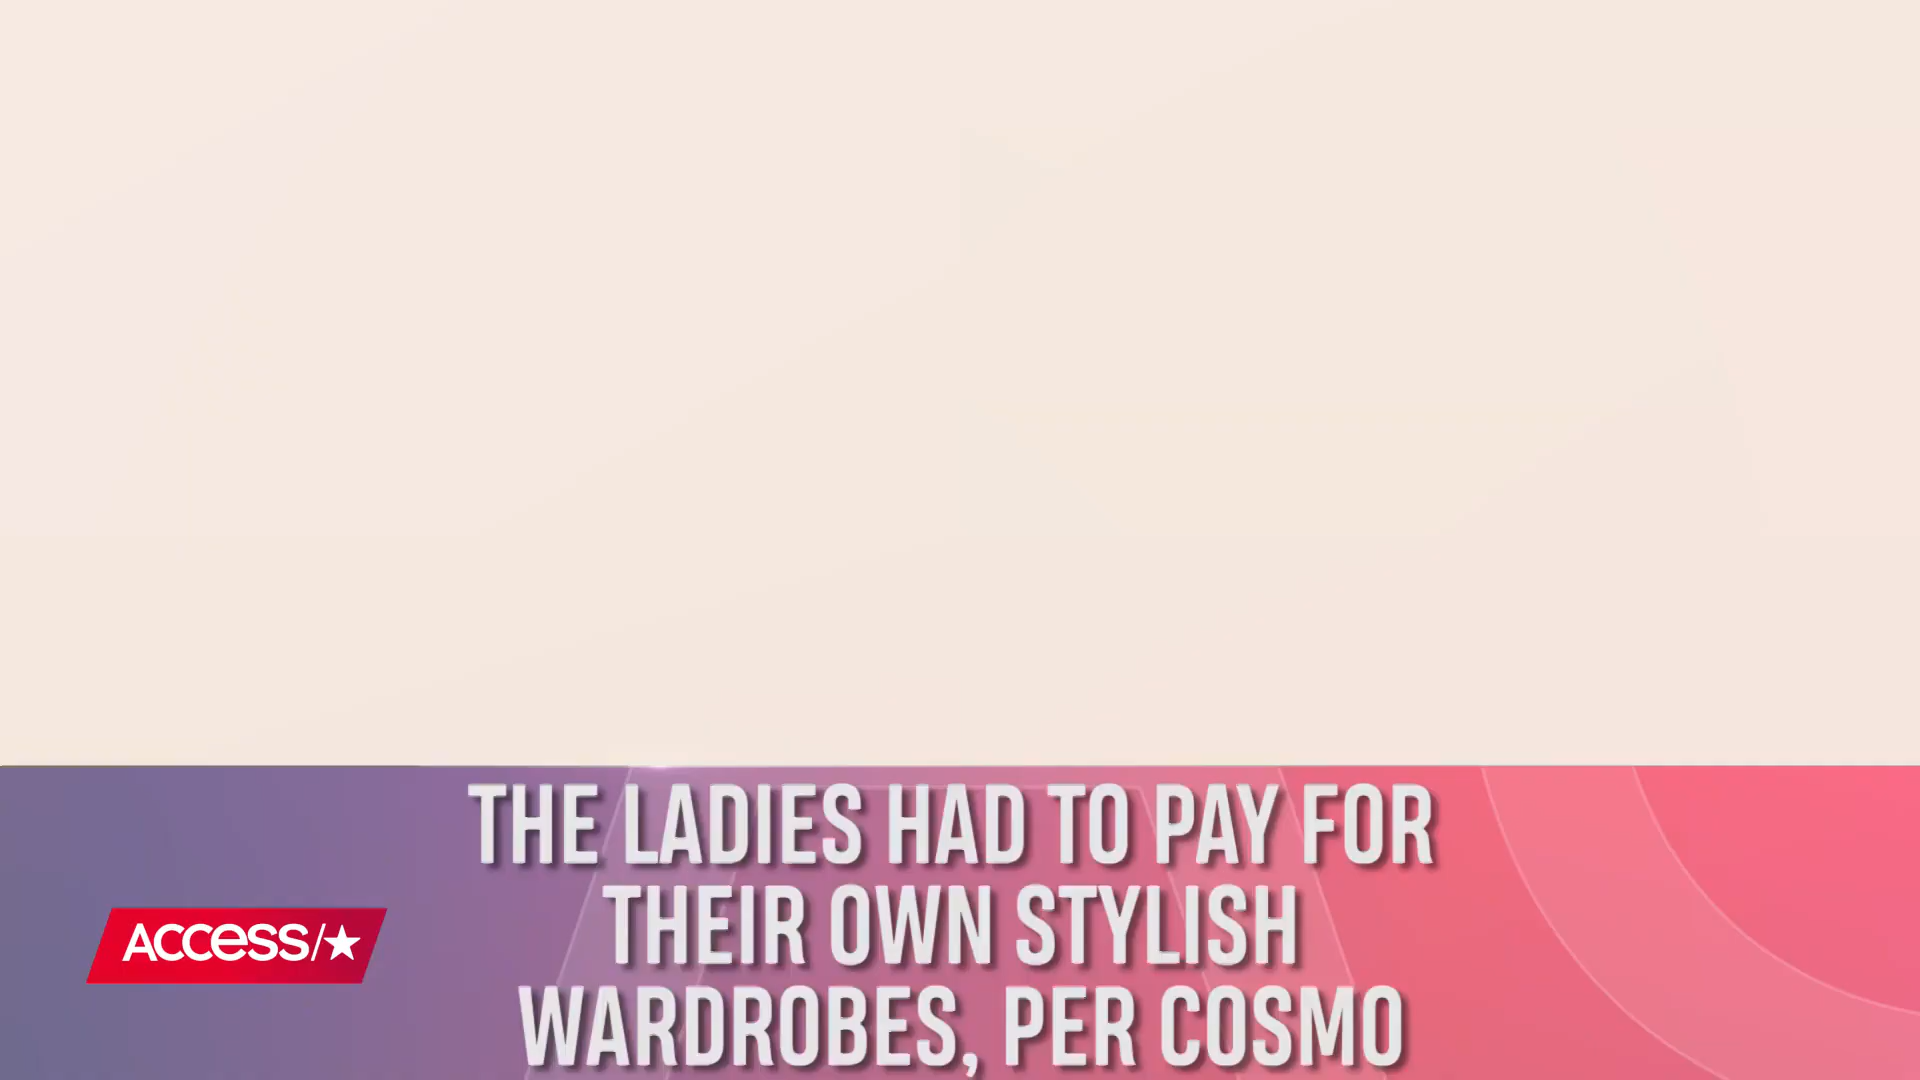 THE LADIES HAD TO PAY FOR
THEIR OWN STYLISH
WARDROBES, PER COSMO
ACCESS/★